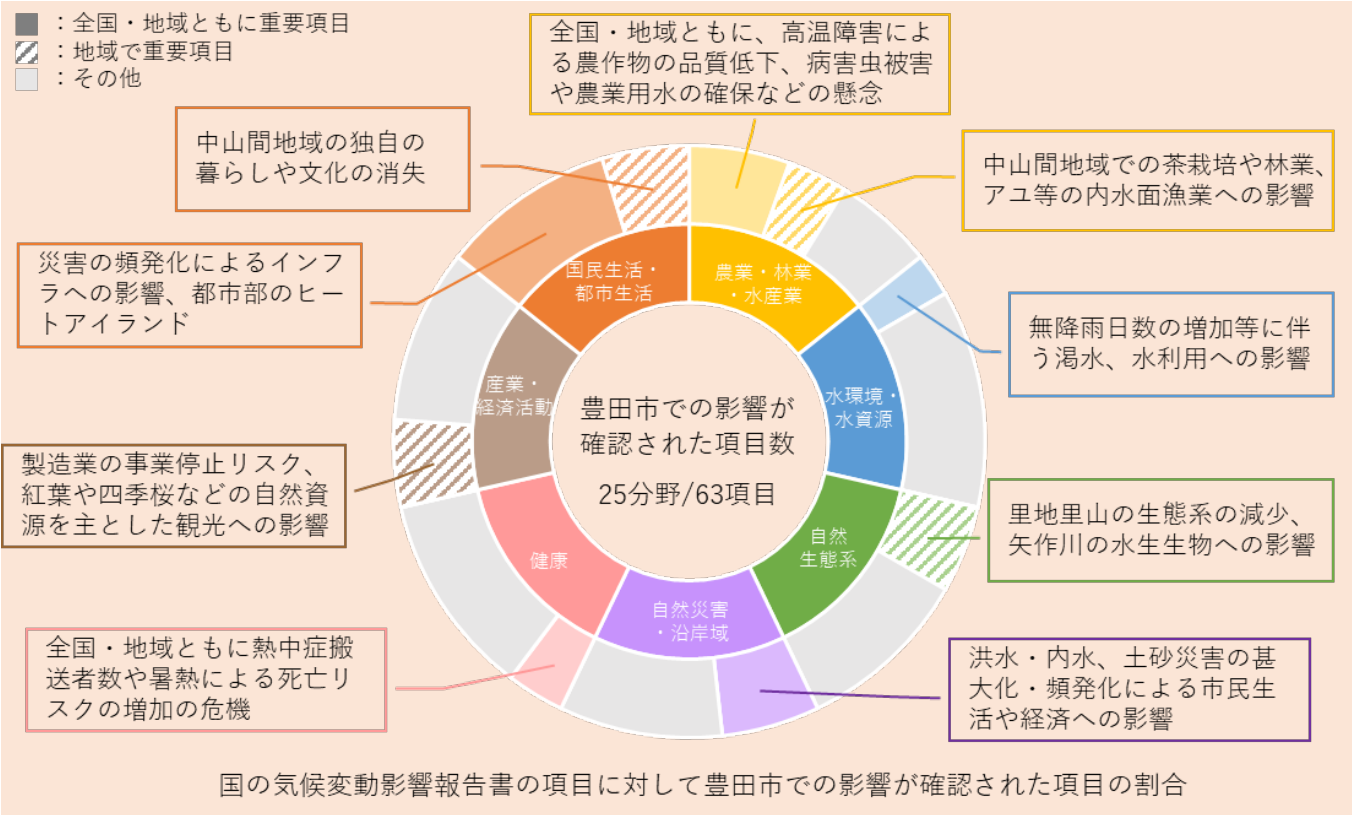 ：全国・地域ともに重要項目
：地域で重要項目
：その他
全国・地域ともに、高温障害によ
る農作物の品質低下、病害虫被害
や農業用水の確保などの懸念
中山間地域の独自の
暮らしや文化の消失
中山間地域での茶栽培や林業、
アユ等の内水面漁業への影響
災害の頻発化によるインフ
ラへの影響、都市部のヒー
トアイランド
国民生活・
都市生活
農業・林業
・水産業
無降雨日数の増加等に伴
う渇水、水利用への影響
産業・
経済活動
水環境・
水資源
豊田市での影響が
確認された項目数
25分野/63項目
製造業の事業停止リスク、
紅葉や四季桜などの自然資
源を主とした観光への影響
里地里山の生態系の減少、
矢作川の水生生物への影響
健康
自然
生態系
自然災害
・沿岸域
全国・地域ともに熱中症搬
送者数や暑熱による死亡リ
スクの増加の危機
洪水・内水、土砂災害の甚
大化・頻発化による市民生
活や経済への影響
国の気候変動影響報告書の項目に対して豊田市での影響が確認された項目の割合